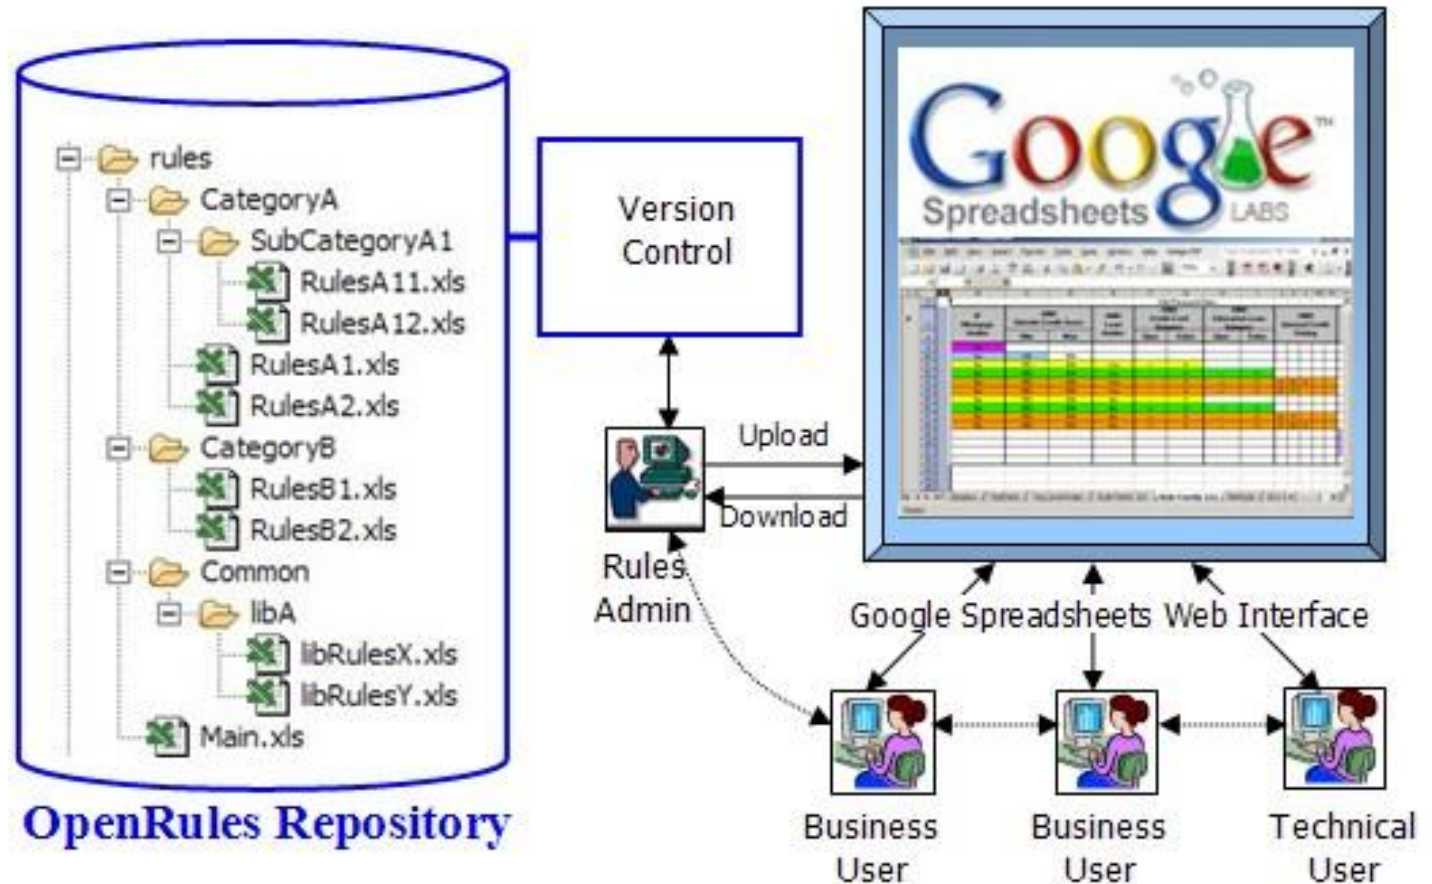 rules
CategoryA
SubCategoryA1
RulesA11.xls
RulesA12.xls
RulesA1.xls
RulesA2.xls
CategoryB
RulesB1.xls
RulesB2.xls
Common
libA
libRulesX.xls
libRulesY.xls
Main.xls
OpenRules Repository
Version
Control
Google TM
Spreadsheets LABS
Upload
Download
Rules
Admin
Google Spreadsheets Web Interface
Business
User
Business
User
Technical
User